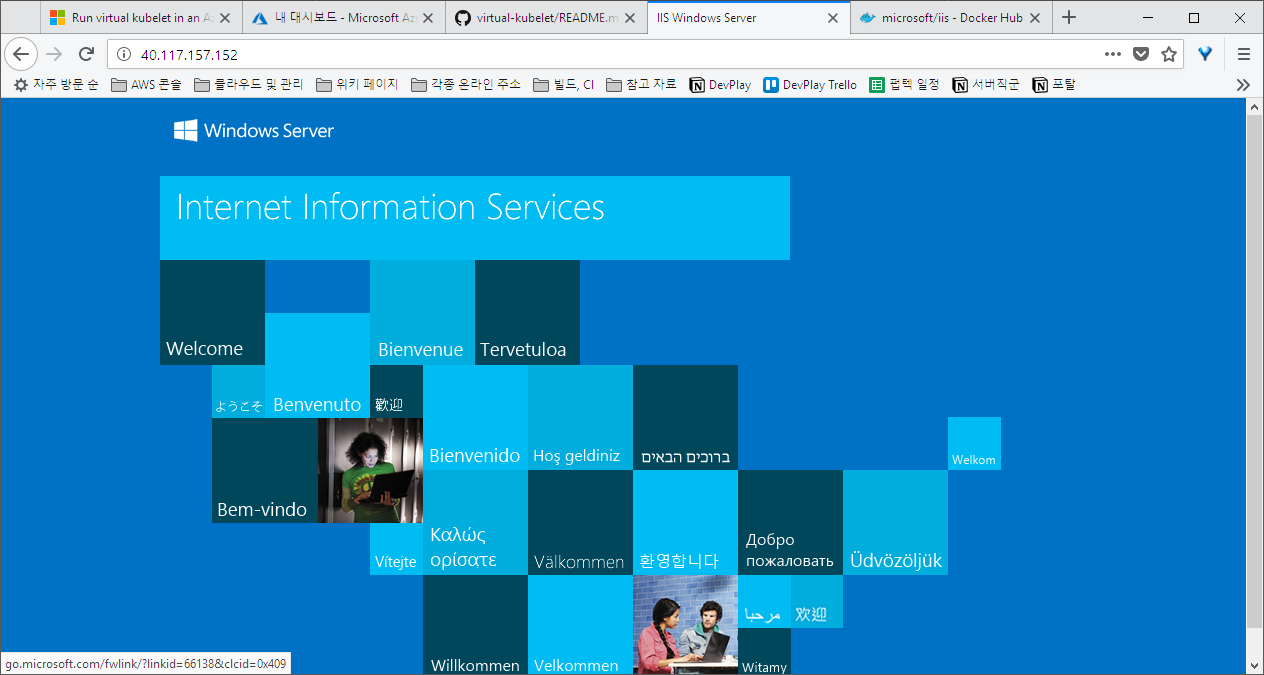 Run virtual kubelet in an A
내 대시보드 - Microsoft Az
virtual-kubelet/README.m
IIS Windows Server
microsoft/iis - Docker Hub
40.117.157.152
자주 방문 순
AWS 콘솔
클라우드 및 관리
위키 페이지
각종 온라인 주소
빌드, CI
참고 자료
DevPlay
DevPlay Trello
펍텍 일정
서버직군
포탈
Windows Server
Internet Information Services
Welcome
Bienvenue
Tervetuloa
ようこそ
Benvenuto
歡迎
Bienvenido
Hoş geldiniz
ברוכים הבאים
Welkom
Bem-vindo
Vítejte
Καλώς
ορίσατε
Välkommen
환영합니다
Добро
пожаловать
Üdvözöljük
مرحبا
欢迎
Willkommen
Velkommen
Witamy
go.microsoft.com/fwlink/?linkid=66138&clcid=0x409